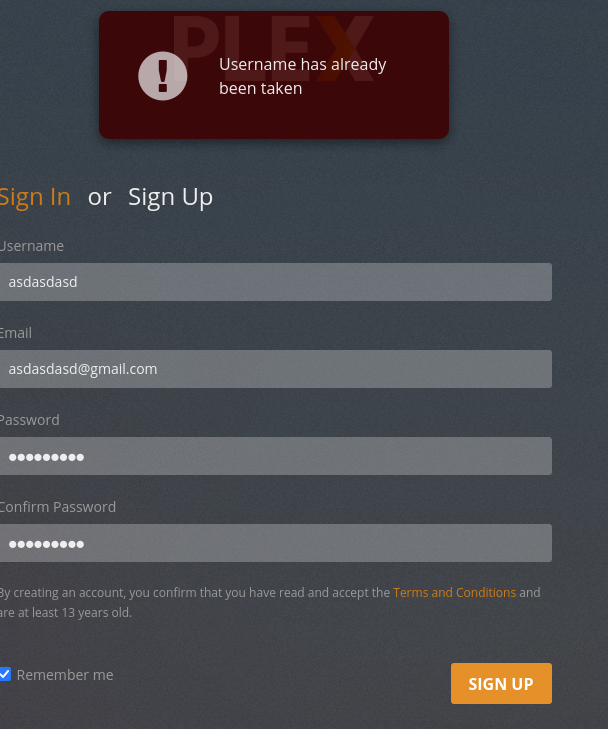 PLEX
Username has already
been taken
Sign In or Sign Up
Username
asdasdasd
Email
asdasdasd@gmail.com
Password
●●●●●●●●●
Confirm Password
●●●●●●●●●
By creating an account, you confirm that you have read and accept the Terms and Conditions and
are at least 13 years old.
Remember me
SIGN UP